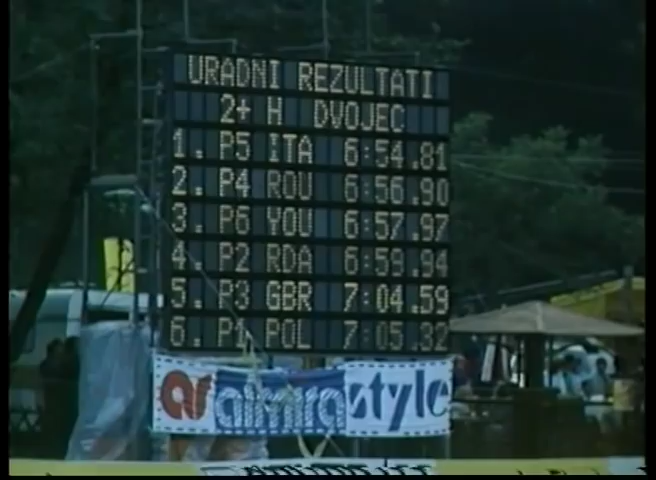 URADNI REZULTATI
2+ H DVOJEC
1. P5 ITA 6:54.81
2. P4 ROU 6:56.90
3. P6 YOU 6:57.97
4. P2 RDA 6:59.94
5. P3 GBR 7:04.59
6. P1 POL 7:05.32
style